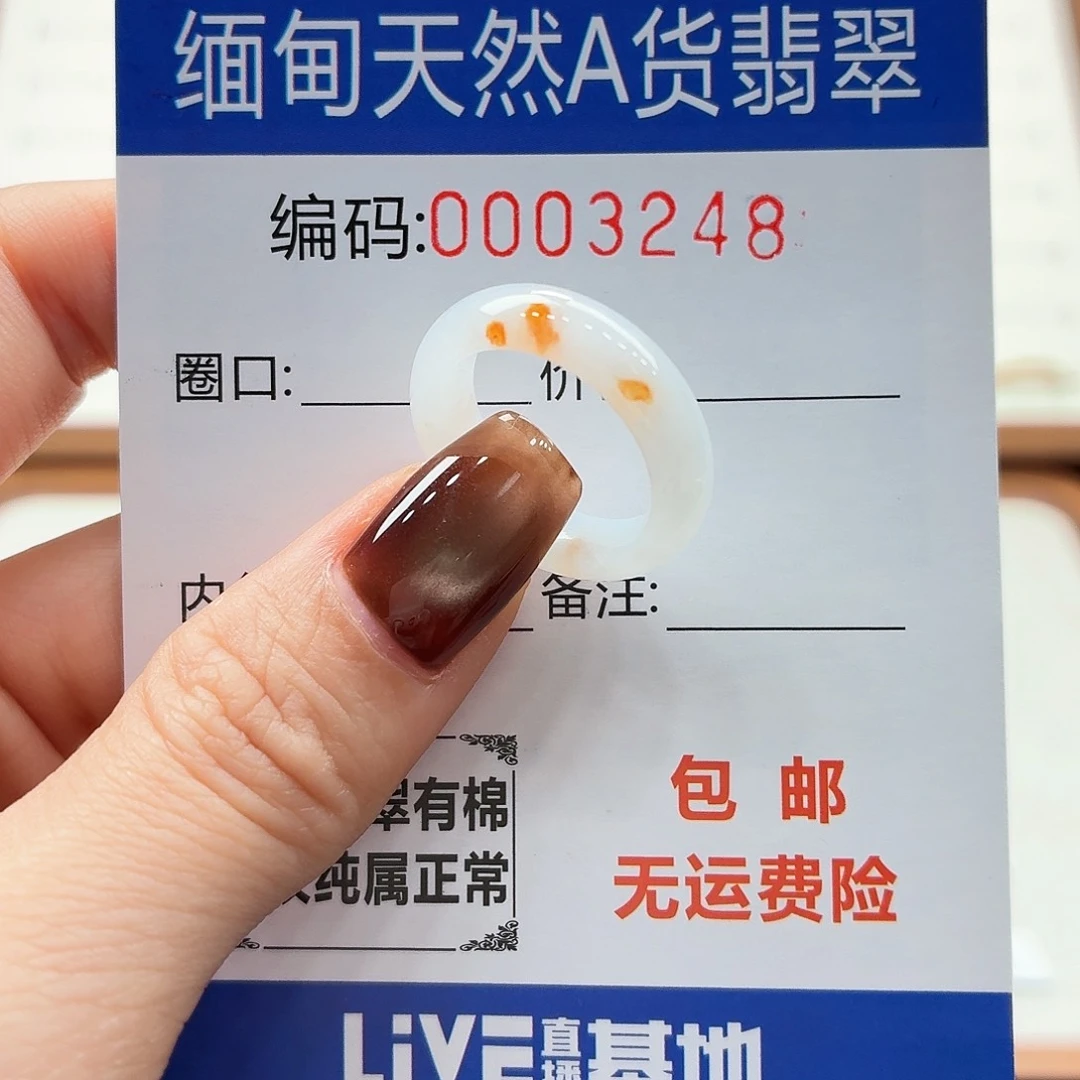 缅甸天然A货翡翠
编码:0003248
圈口:
备注:
翠有棉
纯属正常
包 邮
无运费险
LiVE直播基地